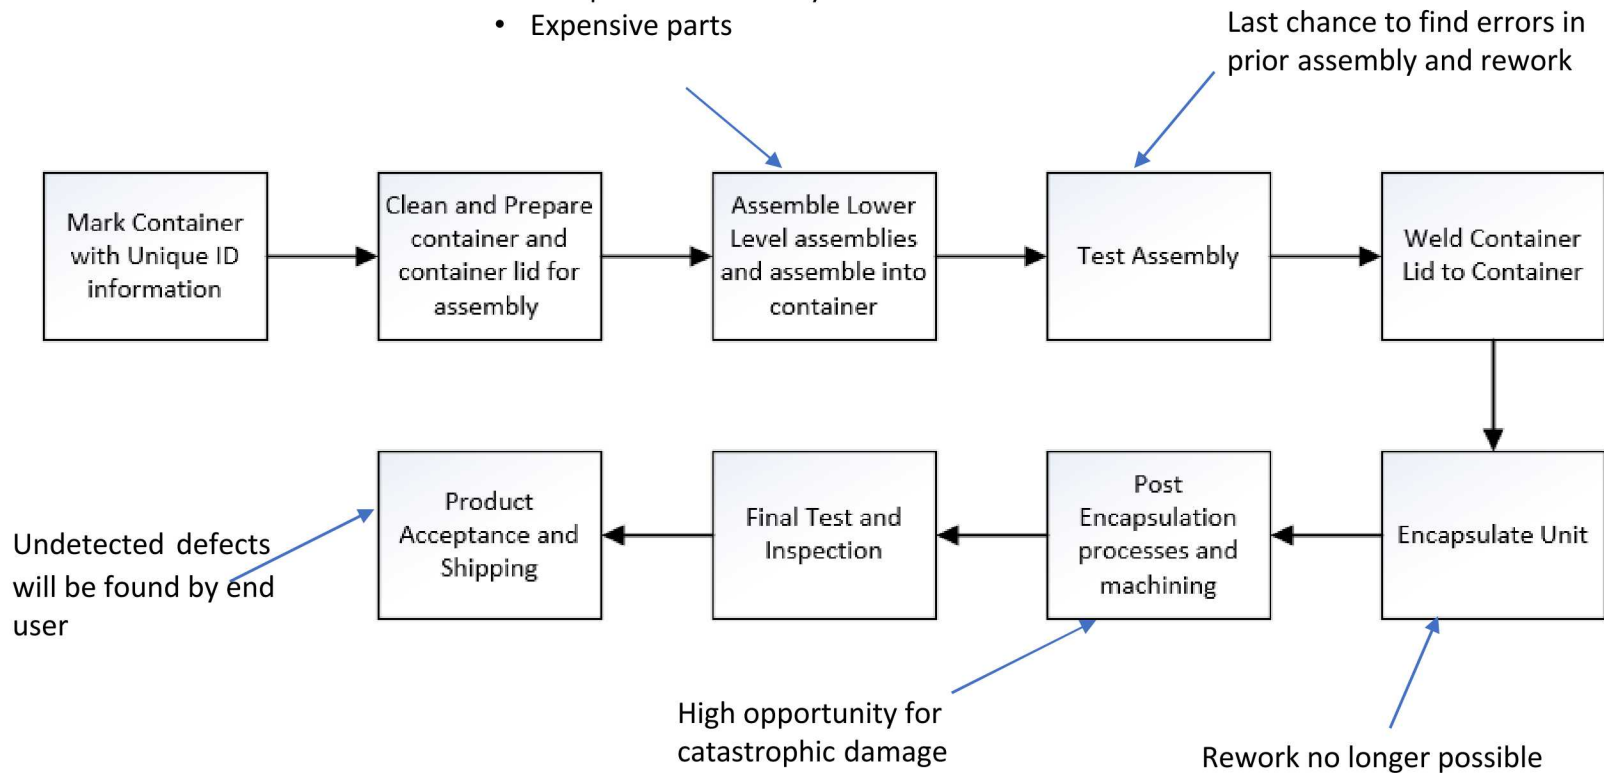 • Expensive parts
Last chance to find errors in
prior assembly and rework
Mark Container
with Unique ID
information
Clean and Prepare
container and
container lid for
assembly
Assemble Lower
Level assemblies
and assemble into
container
Test Assembly
Weld Container
Lid to Container
Product
Acceptance and
Shipping
Final Test and
Inspection
Post
Encapsulation
processes and
machining
Encapsulate Unit
Undetected defects
will be found by end
user
High opportunity for
catastrophic damage
Rework no longer possible